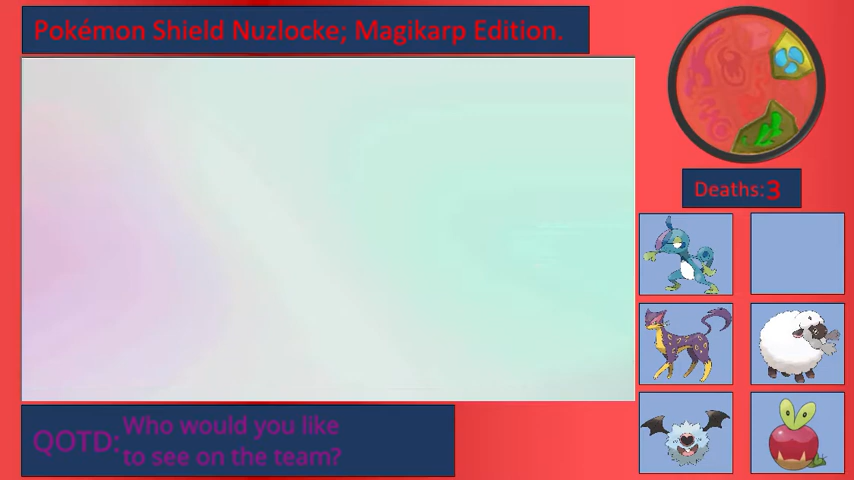 Pokémon Shield Nuzlocke; Magikarp Edition.
Deaths:3
QOTD: Who would you like
to see on the team?